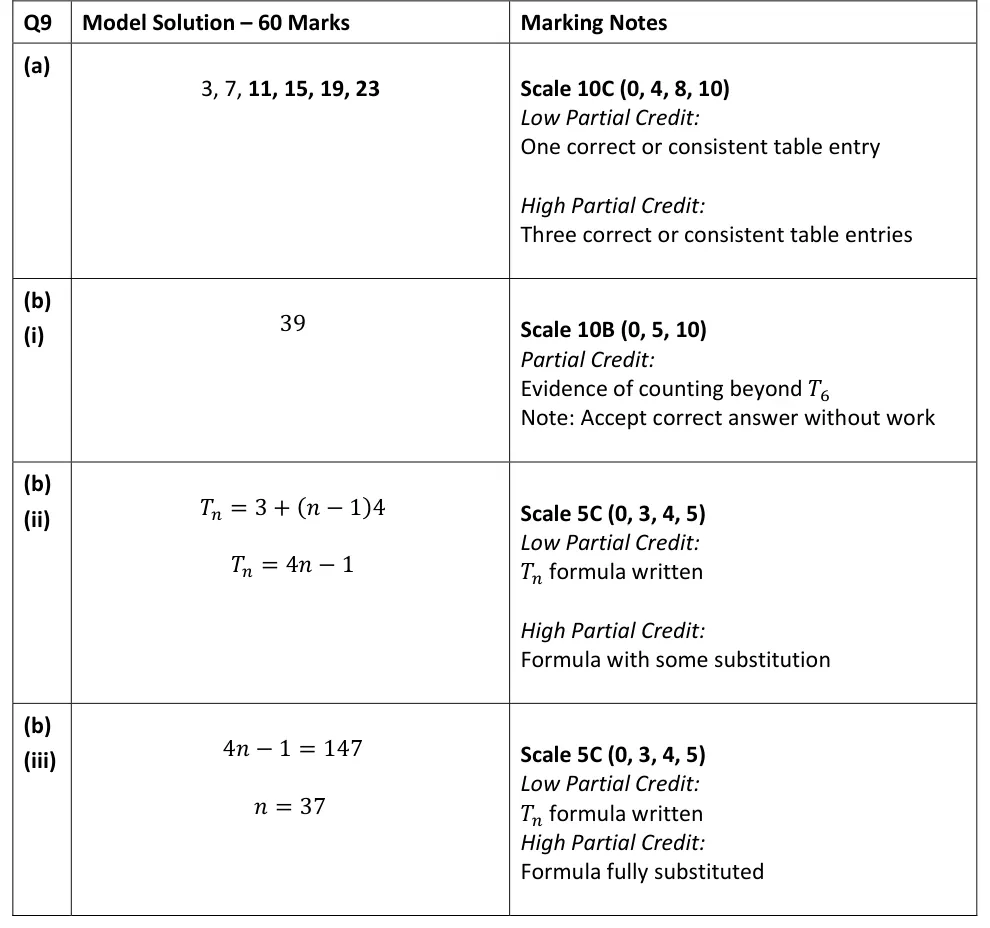 Q9 Model Solution – 60 Marks Marking Notes
(a)
3, 7, 11, 15, 19, 23
Scale 10C (0, 4, 8, 10)
Low Partial Credit:
One correct or consistent table entry
High Partial Credit:
Three correct or consistent table entries
(b)
(i)
39
Scale 10B (0, 5, 10)
Partial Credit:
Evidence of counting beyond T₆
Note: Accept correct answer without work
(b)
(ii)
Tₙ = 3 + (n − 1)4
Tₙ = 4n − 1
Scale 5C (0, 3, 4, 5)
Low Partial Credit:
Tₙ formula written
High Partial Credit:
Formula with some substitution
(b)
(iii)
4n − 1 = 147
n = 37
Scale 5C (0, 3, 4, 5)
Low Partial Credit:
Tₙ formula written
High Partial Credit:
Formula fully substituted